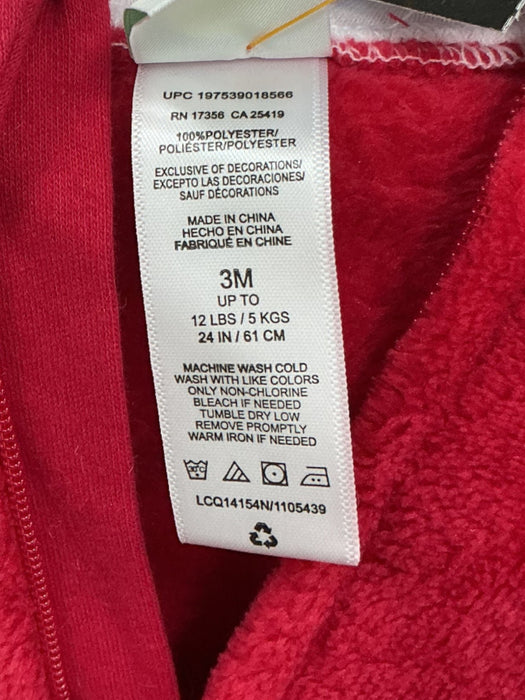 UPC 197539018566
RN 17356 CA 25419
100%POLYESTER/
POLIÉSTER/POLYESTER
EXCLUSIVE OF DECORATIONS/
EXCEPTO LAS DECORACIONES/
SAUF DÉCORATIONS
MADE IN CHINA
HECHO EN CHINA
FABRIQUÉ EN CHINE
3M
UP TO
12 LBS / 5 KGS
24 IN / 61 CM
MACHINE WASH COLD
WASH WITH LIKE COLORS
ONLY NON-CHLORINE
BLEACH IF NEEDED
TUMBLE DRY LOW
REMOVE PROMPTLY
WARM IRON IF NEEDED
LCQ14154N/1105439